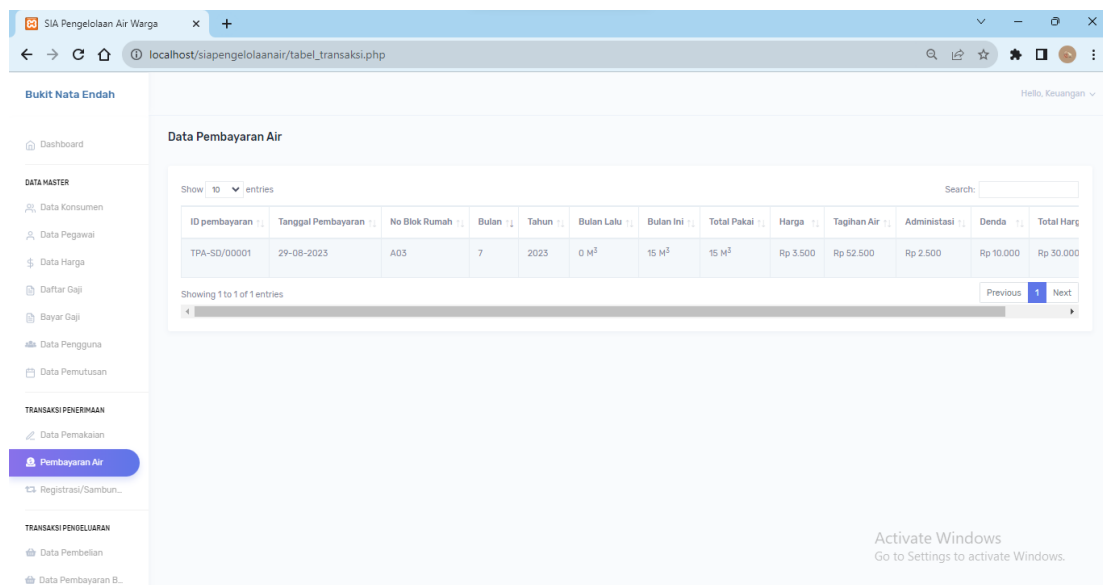 SIA Pengelolaan Air Warga
localhost/siapengelolaanair/tabel_transaksi.php
Bukit Nata Endah
Hello, Keuangan
Dashboard
DATA MASTER
Data Konsumen
Data Pegawai
Data Harga
Daftar Gaji
Bayar Gaji
Data Pengguna
Data Pemutusan
TRANSAKSI PENERIMAAN
Data Pemakaian
Pembayaran Air
Registrasi/Sambun...
TRANSAKSI PENGELUARAN
Data Pembelian
Data Pembayaran B...
Data Pembayaran Air
Show 10 entries
Search:
ID pembayaran Tanggal Pembayaran No Blok Rumah Bulan Tahun Bulan Lalu Bulan Ini Total Pakai Harga Tagihan Air Administasi Denda Total Harg
TPA-SD/00001 29-08-2023 A03 7 2023 0 M³ 15 M³ 15 M³ Rp 3.500 Rp 52.500 Rp 2.500 Rp 10.000 Rp 30.000
Showing 1 to 1 of 1 entries
Previous 1 Next
Activate Windows
Go to Settings to activate Windows.